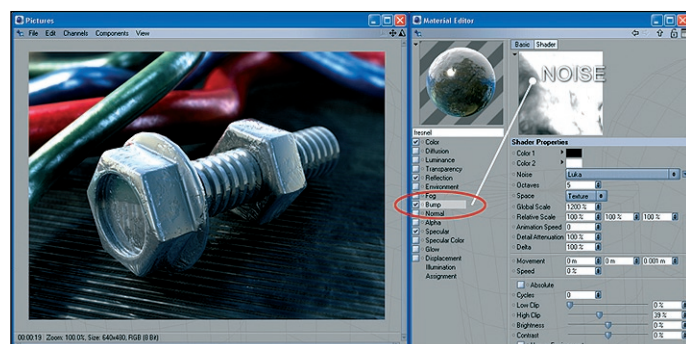 Pictures
File Edit Channels Components View
00:00:19 Zoom: 100.0%, Size: 640x480, RGB (8 Bit)
Material Editor
fresnel
Color
Diffusion
Luminance
Transparency
Reflection
Environment
Fog
Bump
Normal
Alpha
Specular
Specular Color
Glow
Displacement
Illumination
Assignment
Basic Shader
NOISE
Shader Properties
Color 1
Color 2
Noise Luka
Octaves 5
Space Texture
Global Scale 1200 %
Relative Scale 100 % 100 % 100 %
Animation Speed 0
Detail Attenuation 100 %
Delta 100 %
Movement 0 m 0 m 0.001 m
Speed 0 %
Absolute
Cycles 0
Low Clip 0 %
High Clip 39 %
Brightness 0 %
Contrast 0 %